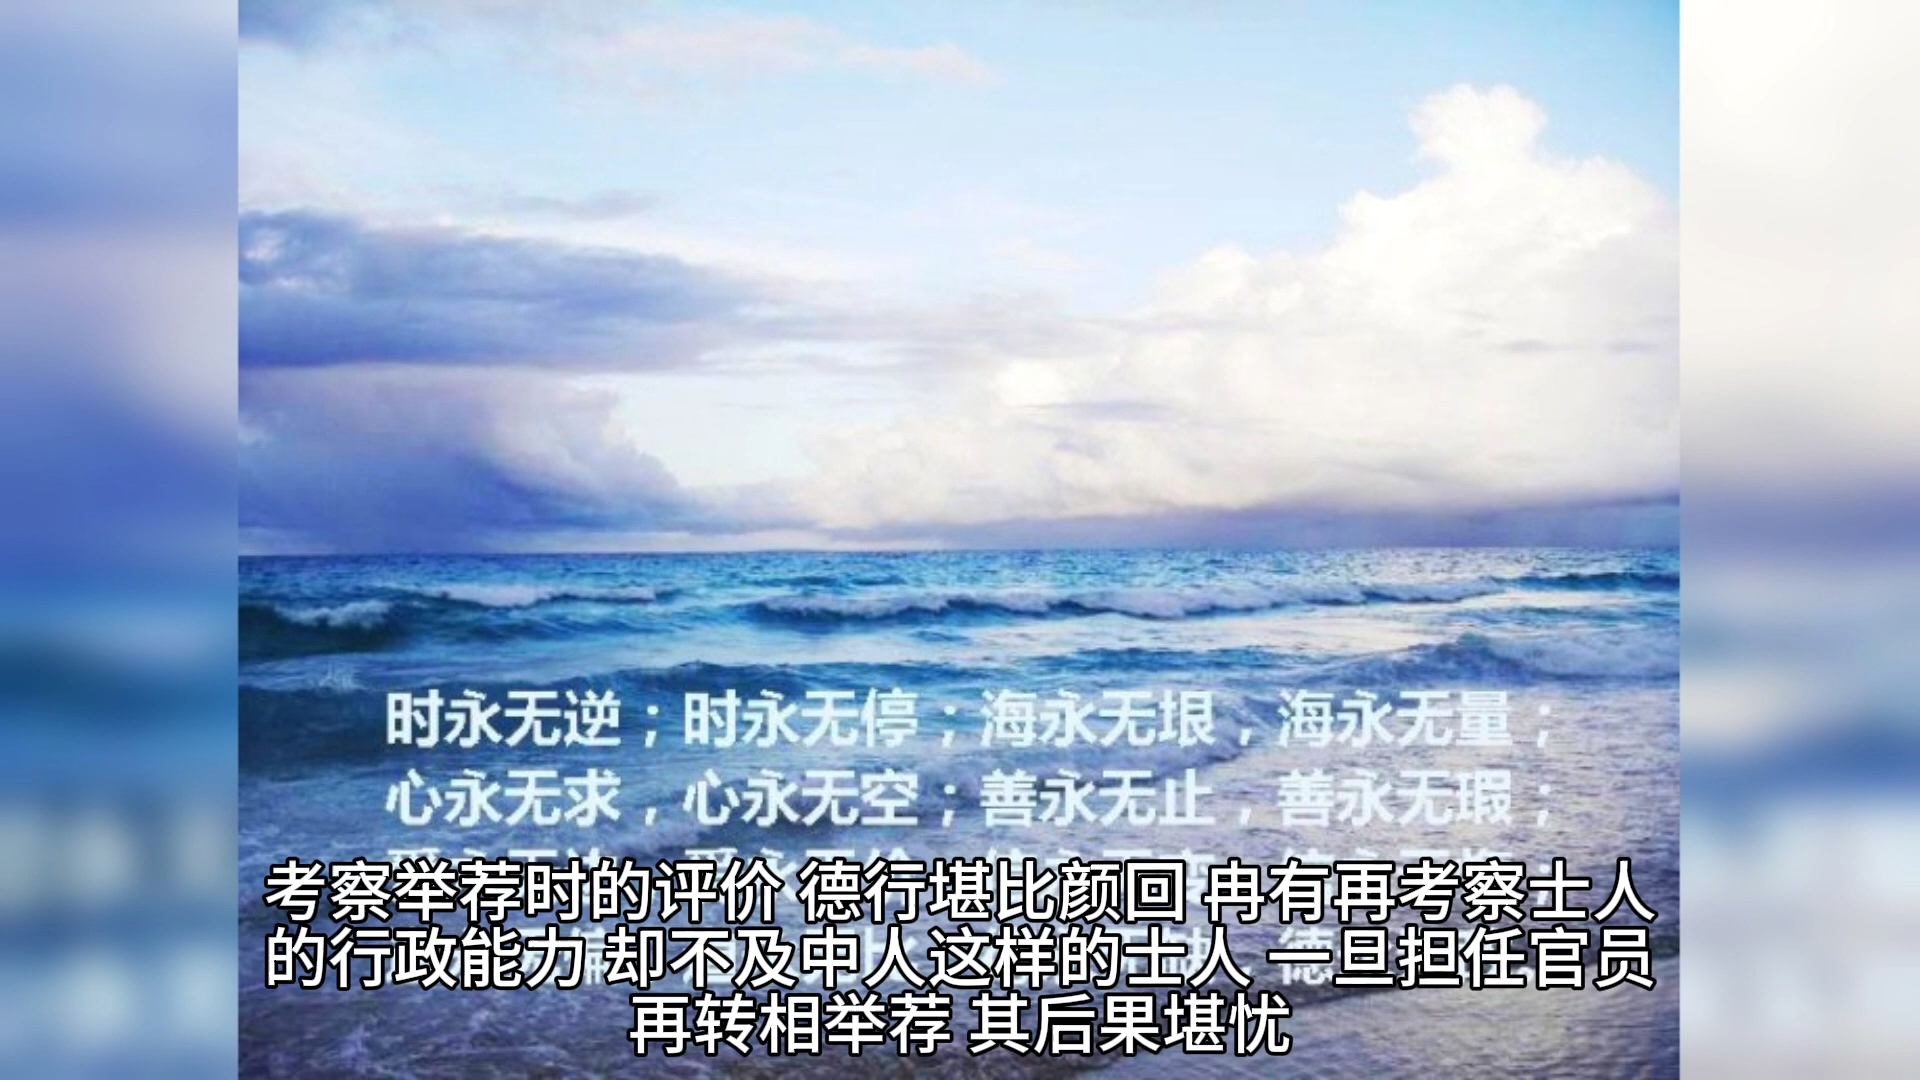 时永无逆；时永无停；海永无垠，海永无量；
心永无求，心永无空；善永无止，善永无瑕；
考察举荐时的评价 德行堪比颜回 冉有再考察士人
的行政能力 却不及中人这样的士人 一旦担任官员
再转相举荐 其后果堪忧